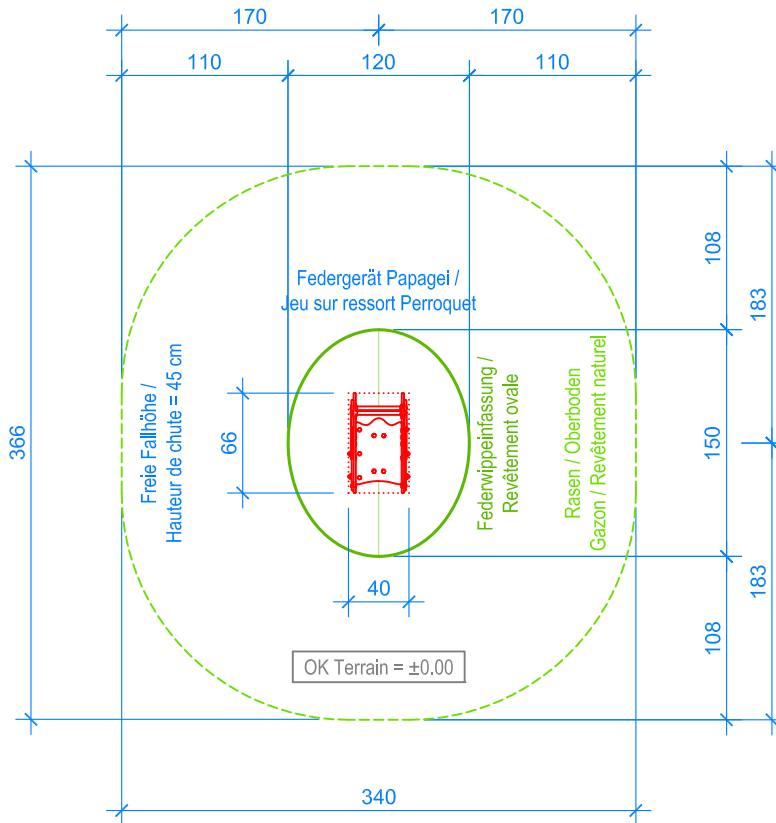 170
170
110
120
110
Federgerät Papagei /
Jeu sur ressort Perroquet
108
183
Freie Fallhöhe /
Hauteur de chute = 45 cm
Federwippeinfassung /
Revêtement ovale
Rasen / Oberboden
Gazon / Revêtement naturel
366
66
150
40
183
108
OK Terrain = ±0.00
340